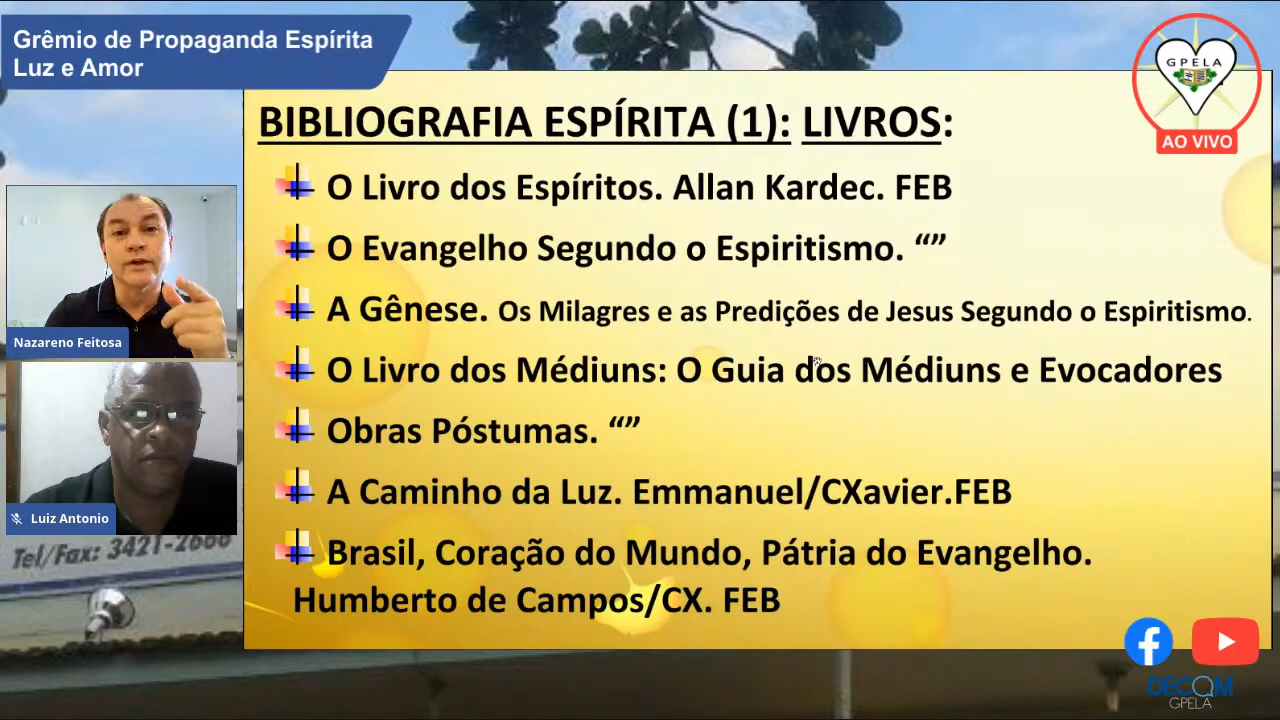 Grêmio de Propaganda Espírita
Luz e Amor
GPELA
AO VIVO
BIBLIOGRAFIA ESPÍRITA (1): LIVROS:
O Livro dos Espíritos. Allan Kardec. FEB
O Evangelho Segundo o Espiritismo. “”
A Gênese. Os Milagres e as Predições de Jesus Segundo o Espiritismo.
O Livro dos Médiuns: O Guia dos Médiuns e Evocadores
Obras Póstumas. “”
A Caminho da Luz. Emmanuel/CXavier.FEB
Brasil, Coração do Mundo, Pátria do Evangelho.
Humberto de Campos/CX. FEB
Nazareno Feitosa
Luiz Antonio
Tel/Fax: 3421-2666
DECOM
GPELA